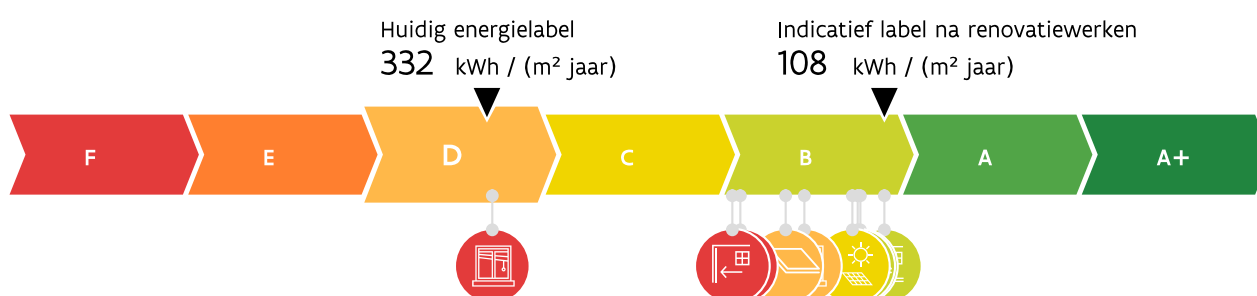 Huidig energielabel
332 kWh / (m² jaar)
Indicatief label na renovatiewerken
108 kWh / (m² jaar)
F E D C B A A+